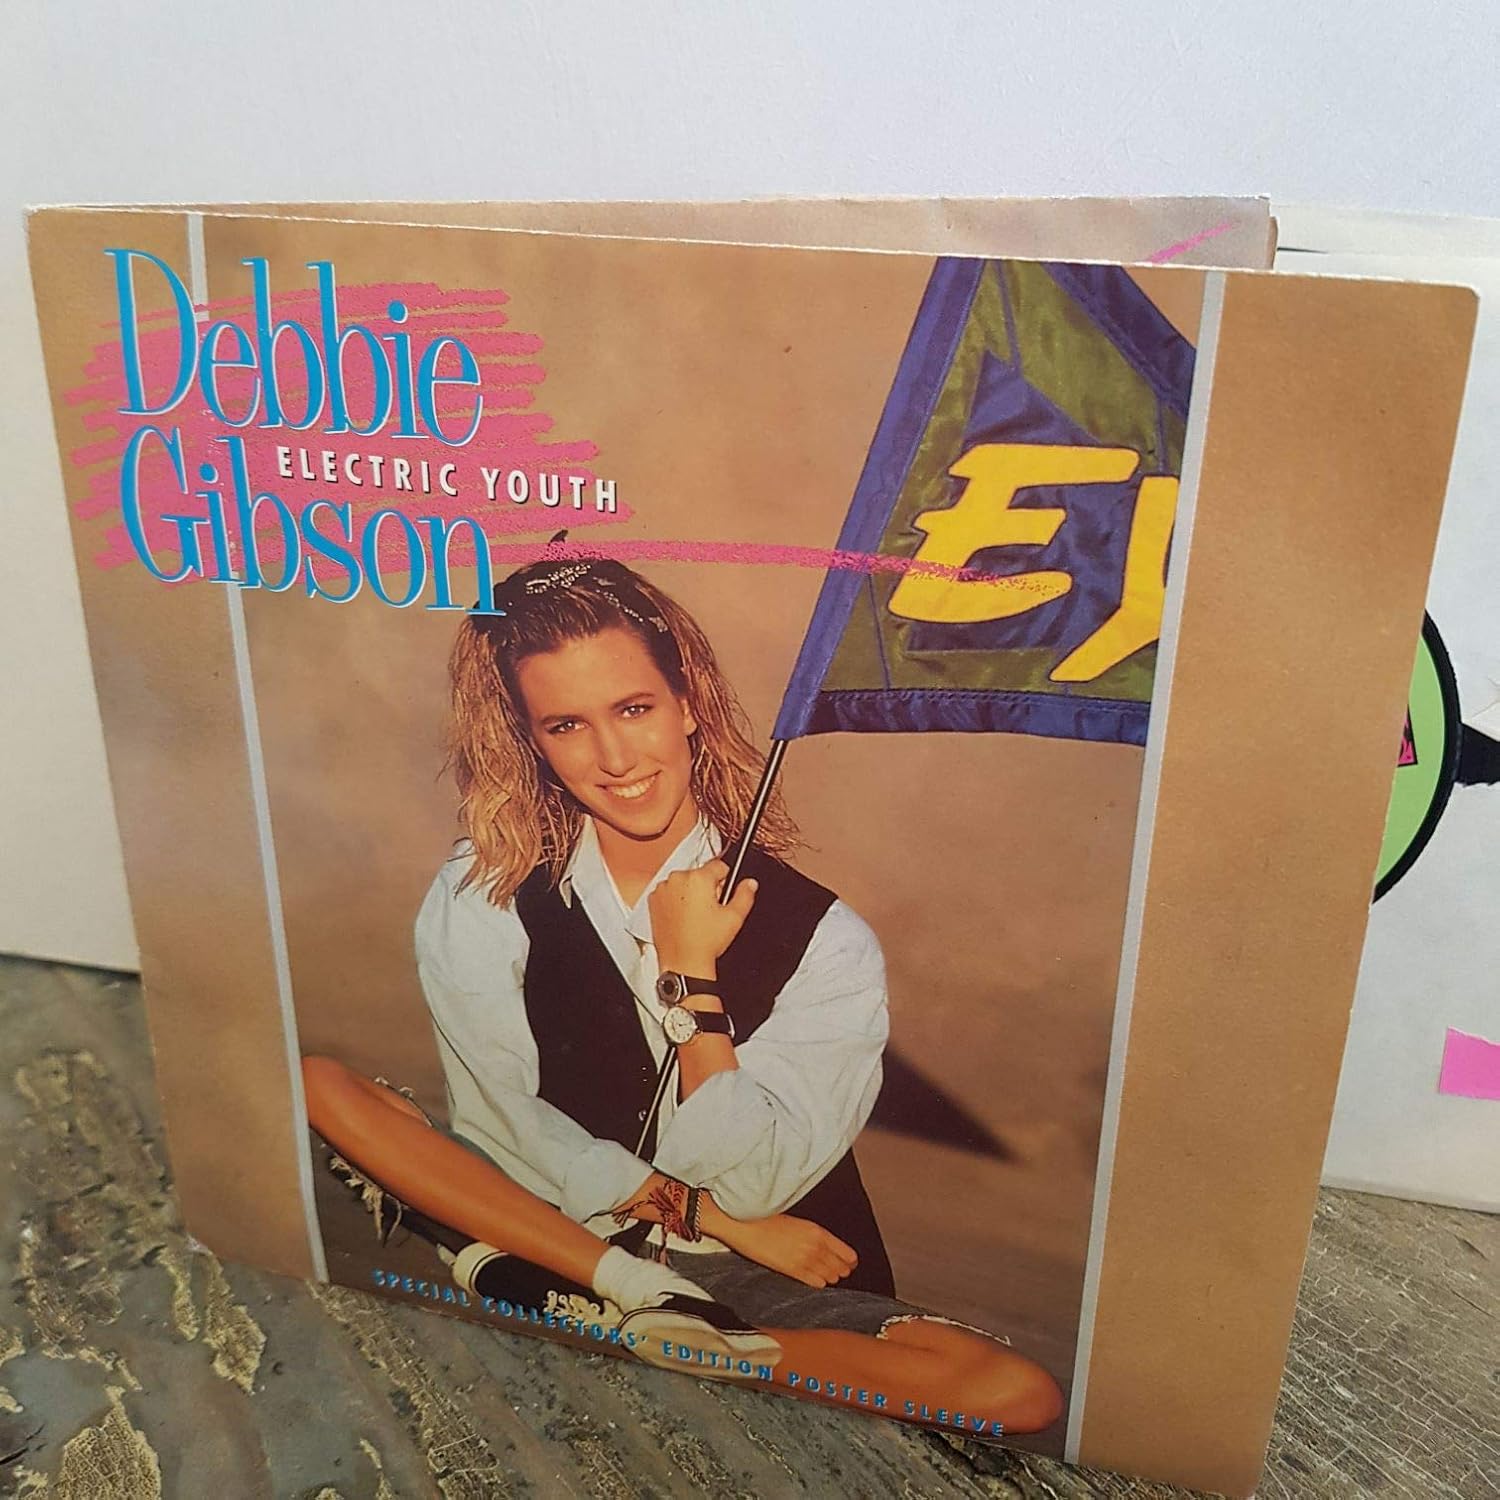 Debbie
Gibson
ELECTRIC YOUTH
EY
SPECIAL COLLECTORS' EDITION POSTER SLEEVE